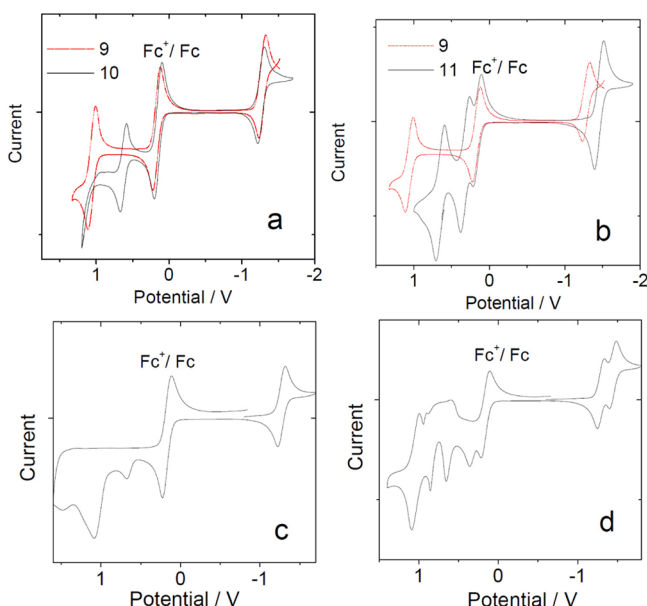 9
10
Fc⁺/ Fc
Current
a
1 0 -1 -2
Potential / V
9
11
Fc⁺/ Fc
Current
b
1 0 -1 -2
Potential / V
Fc⁺/ Fc
Current
c
1 0 -1
Potential / V
Fc⁺/ Fc
Current
d
1 0 -1
Potential / V